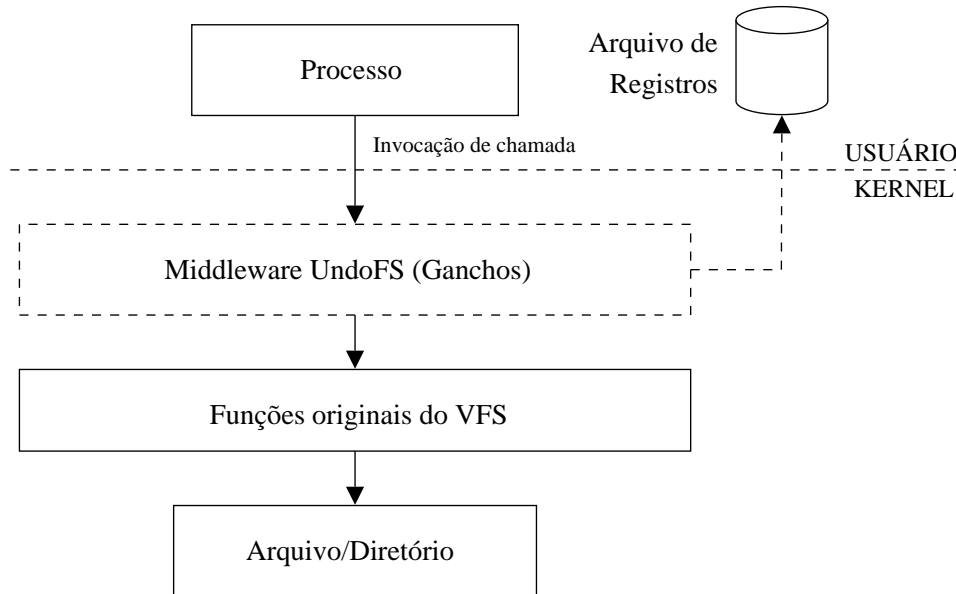 Processo
Arquivo de
Registros
Invocação de chamada
USUÁRIO
KERNEL
Middleware UndoFS (Ganchos)
Funções originais do VFS
Arquivo/Diretório